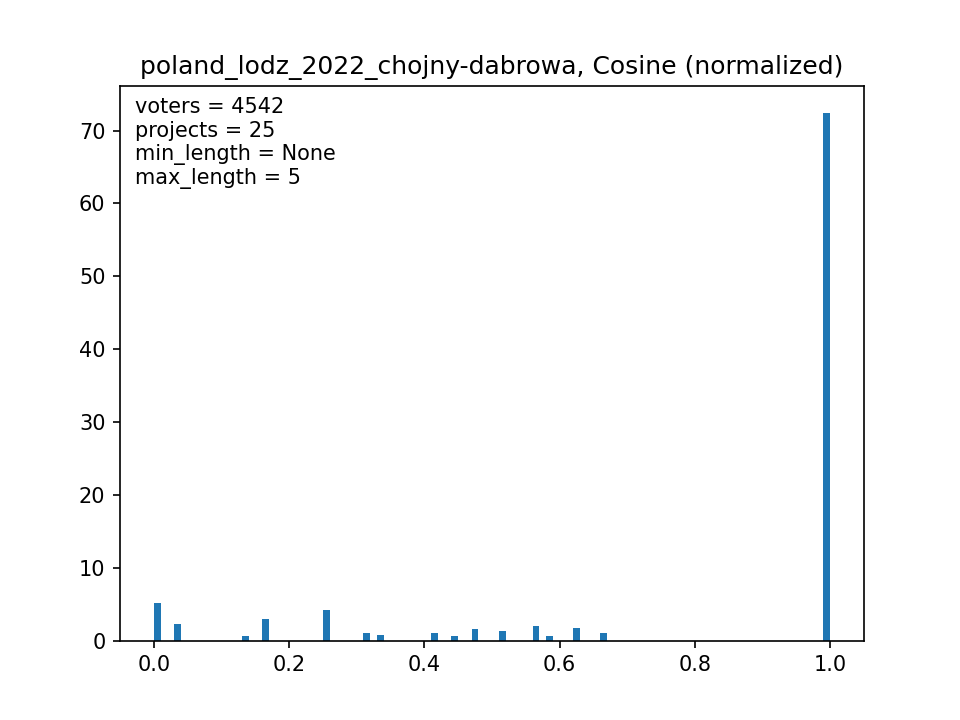 poland_lodz_2022_chojny-dabrowa, Cosine (normalized)
voters = 4542
projects = 25
min_length = None
max_length = 5
70
60
50
40
30
20
10
0
0.0 0.2 0.4 0.6 0.8 1.0